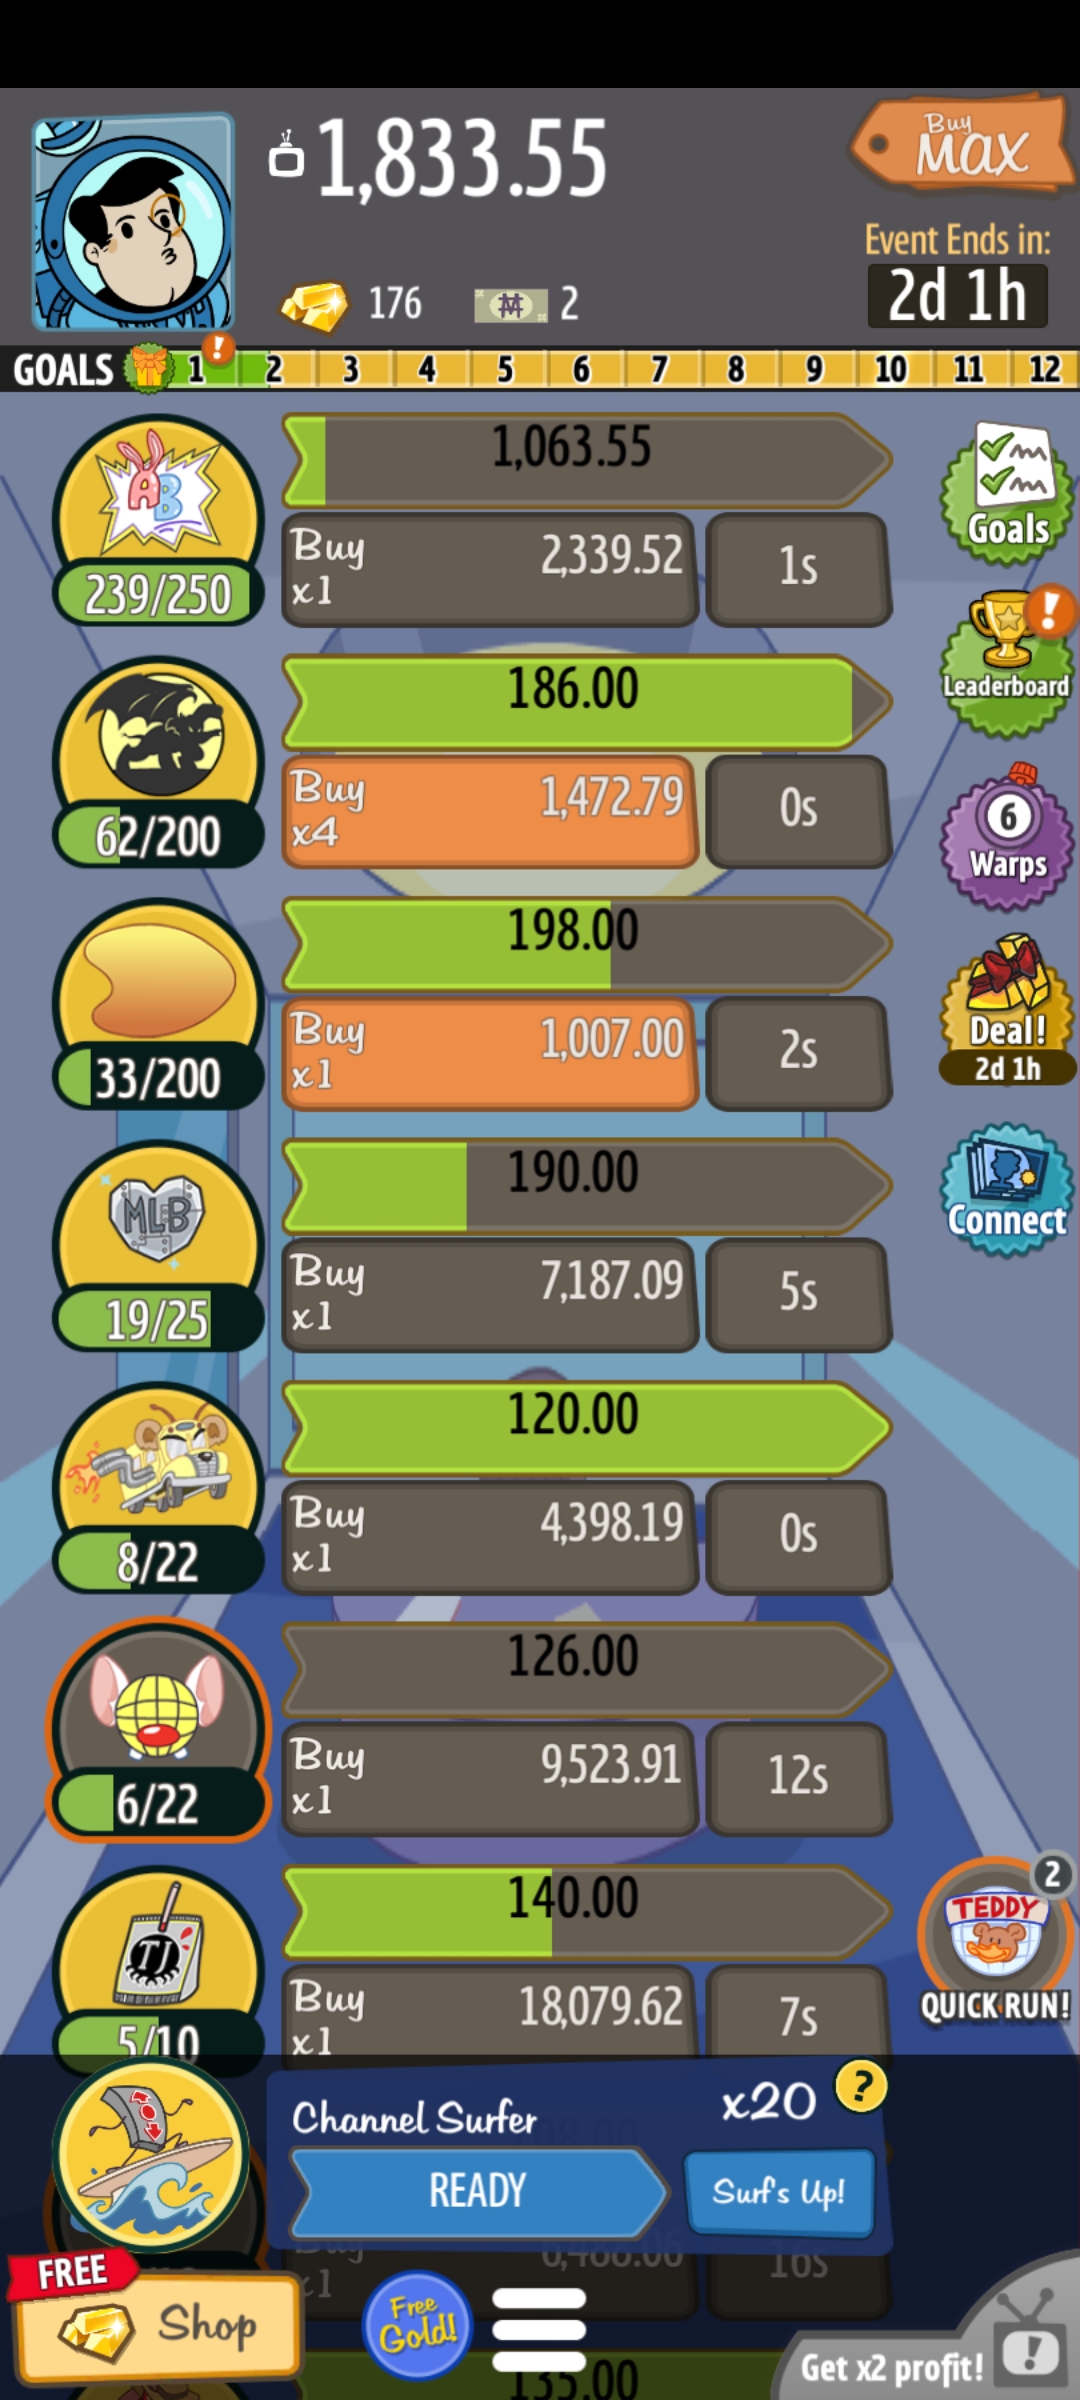 1,833.55
Buy
MAX
Event Ends in:
2d 1h
176
2
GOALS 1 ! 2 3 4 5 6 7 8 9 10 11 12
AB
239/250
1,063.55
Buy
x1
2,339.52
1s
Goals
62/200
186.00
Buy
x4
1,472.79
0s
!
Leaderboard
33/200
198.00
Buy
x1
1,007.00
2s
6
Warps
Deal!
2d 1h
MLB
19/25
190.00
Buy
x1
7,187.09
5s
Connect
8/22
120.00
Buy
x1
4,398.19
0s
6/22
126.00
Buy
x1
9,523.91
12s
TJ
5/10
140.00
Buy
x1
18,079.62
7s
2
TEDDY
QUICK RUN!
Channel Surfer
x20
?
READY
Surf's Up!
Buy
x1
16s
FREE
Shop
Free
Gold!
Get x2 profit!
!
135.00